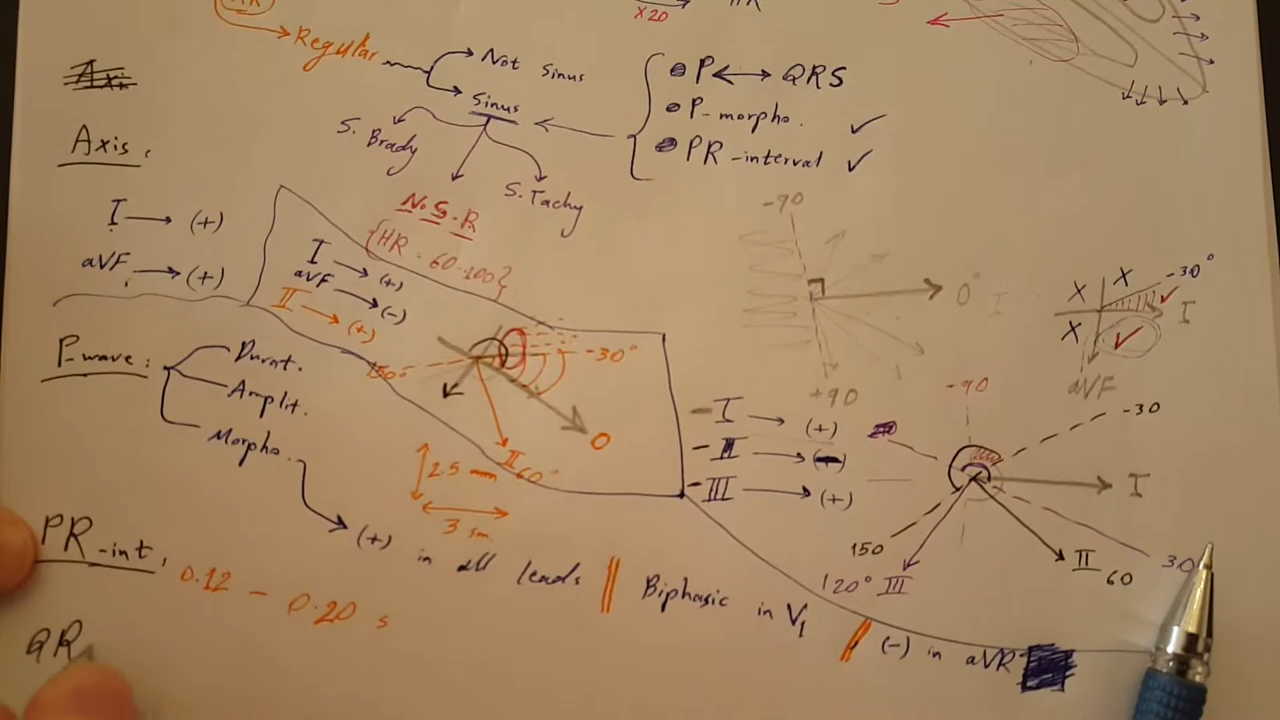 X20
Regular
Not Sinus
Sinus
P ↔ QRS
P-morpho. ✓
PR-interval ✓
S. Brady
S. Tachy
N.S.R
{HR = 60-100}
Axis:
I → (+)
aVF → (+)
I → (+)
aVF → (-)
II → (+)
150°
-30°
0
II 60°
-90
0° I
+90
X X -30°
X ✓ I
✓
aVF
P-wave:
Durat.
Amplit.
Morpho.
2.5 sm
3 sm.
-I → (+)
-II → (-)
-III → (+)
-90
-30
I
150
120° III
II 60
30
(+) in all leads || Biphasic in V1 || (-) in aVR
PR-int. 0.12 - 0.20 s
QR